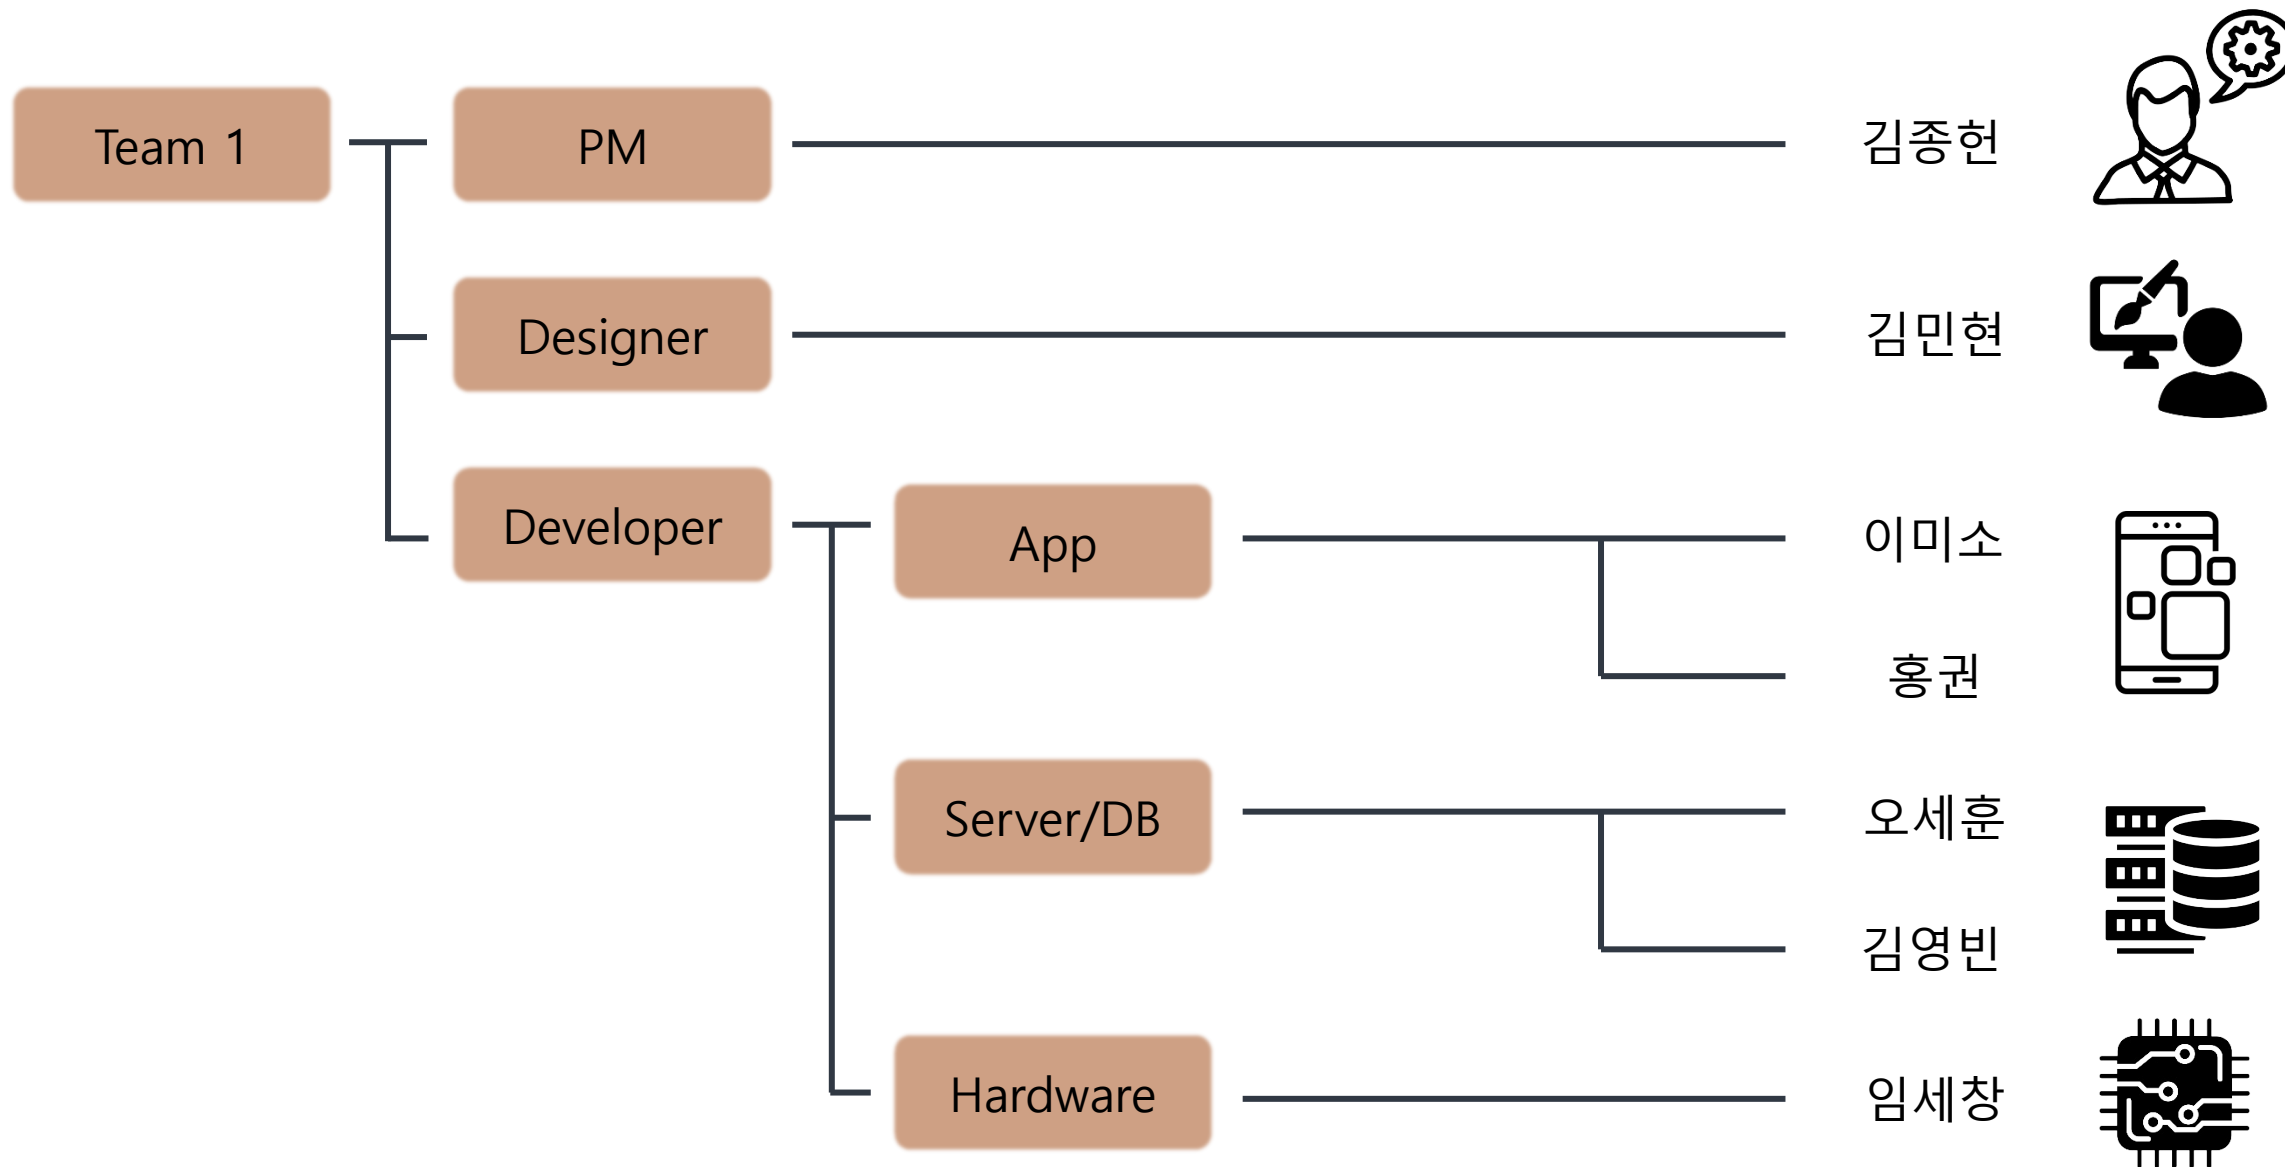 Team 1
PM
김종헌
Designer
김민현
Developer
App
이미소
홍권
Server/DB
오세훈
김영빈
Hardware
임세창